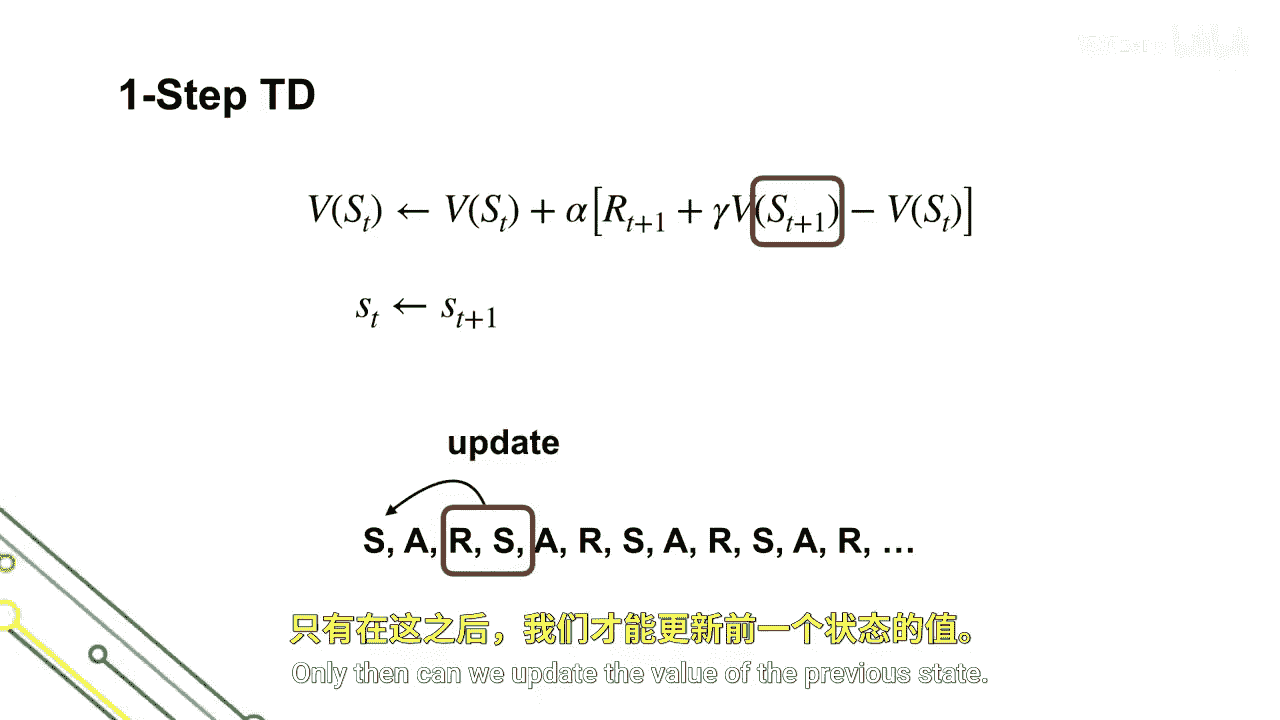 1-Step TD
V(S_t) ← V(S_t) + α[R_{t+1} + γV(S_{t+1}) − V(S_t)]
s_t ← s_{t+1}
update
S, A, R, S, A, R, S, A, R, S, A, R, …
只有在这之后，我们才能更新前一个状态的值。
Only then can we update the value of the previous state.